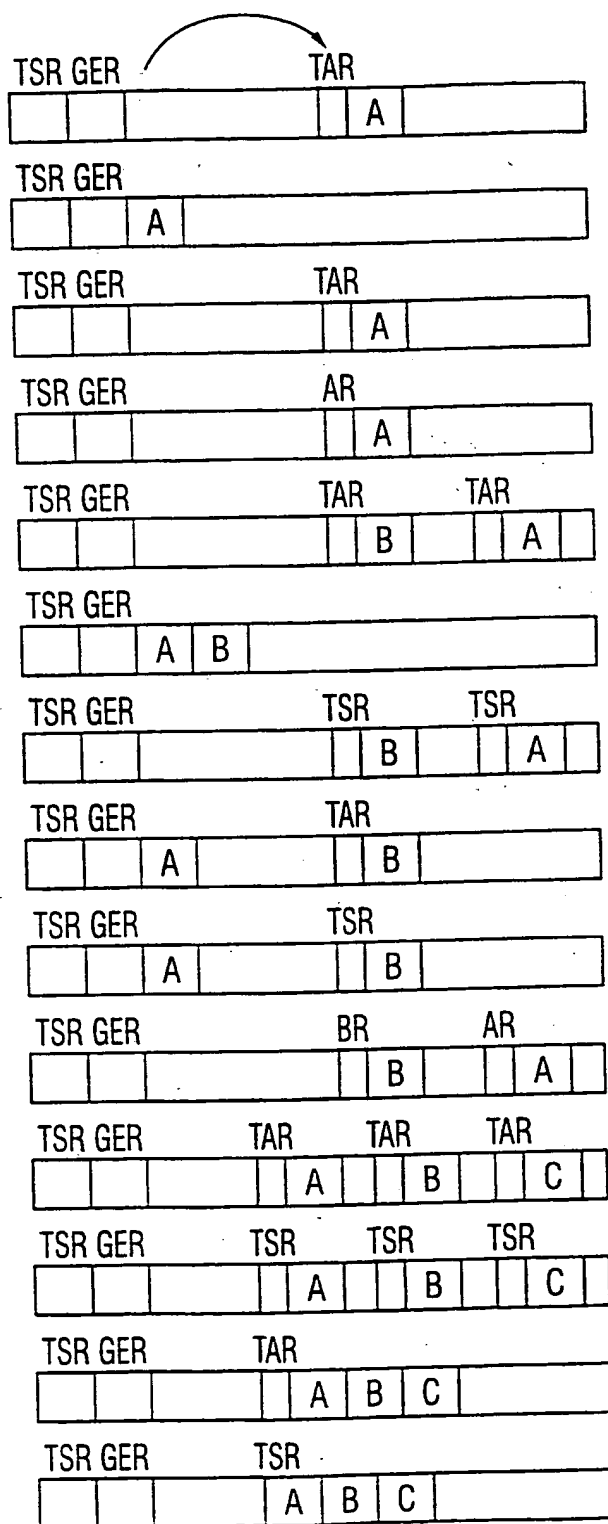 TSR GER TAR
A
TSR GER
A
TSR GER TAR
A
TSR GER AR
A
TSR GER TAR TAR
B A
TSR GER
A B
TSR GER TSR TSR
B A
TSR GER TAR
A B
TSR GER TSR
A B
TSR GER BR AR
B A
TSR GER TAR TAR TAR
A B C
TSR GER TSR TSR TSR
A B C
TSR GER TAR
A B C
TSR GER TSR
A B C